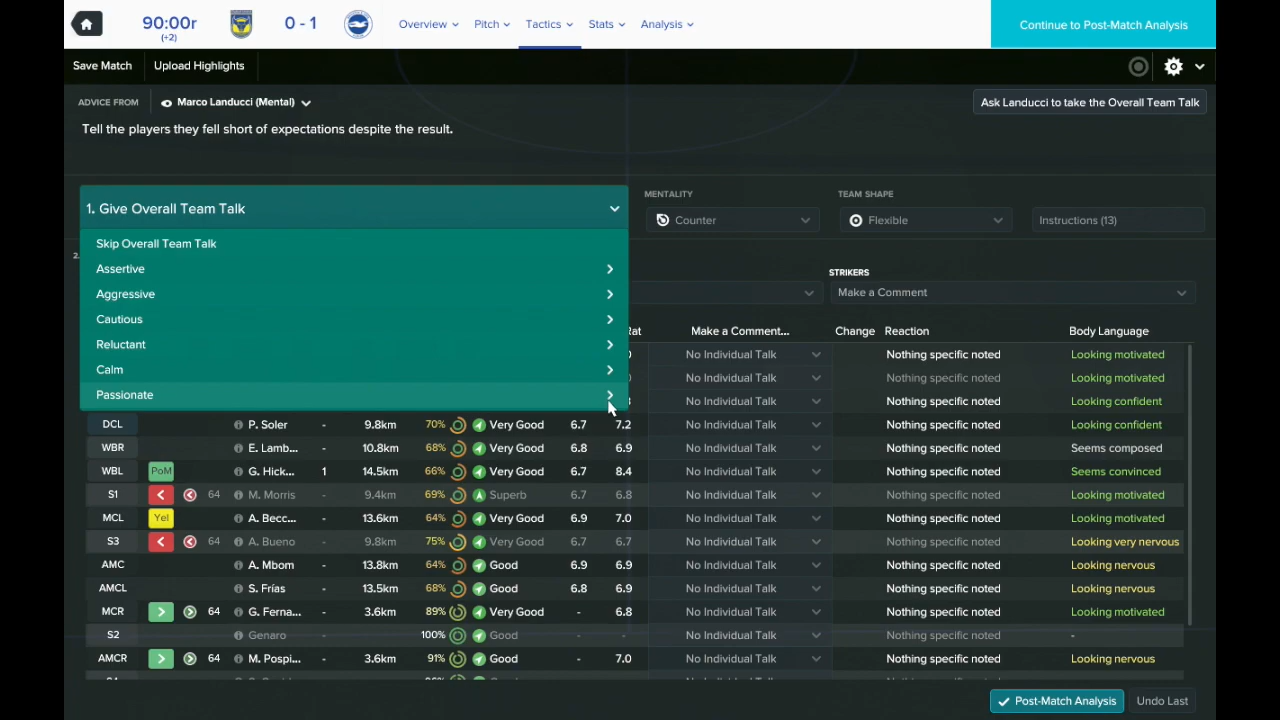 90:00r
(+2)
0 - 1
Overview
Pitch
Tactics
Stats
Analysis
Continue to Post-Match Analysis
Save Match
Upload Highlights
ADVICE FROM
Marco Landucci (Mental)
Ask Landucci to take the Overall Team Talk
Tell the players they fell short of expectations despite the result.
1. Give Overall Team Talk
MENTALITY
Counter
TEAM SHAPE
Flexible
Instructions (13)
Skip Overall Team Talk
Assertive
Aggressive
Cautious
Reluctant
Calm
Passionate
2.
STRIKERS
Make a Comment
Make a Comment... Change Reaction Body Language
No Individual Talk Nothing specific noted Looking motivated
No Individual Talk Nothing specific noted Looking motivated
No Individual Talk Nothing specific noted Looking confident
DCL P. Soler - 9.8km 70% Very Good 6.7 7.2 No Individual Talk Nothing specific noted Looking confident
WBR E. Lamb... - 10.8km 68% Very Good 6.8 6.9 No Individual Talk Nothing specific noted Seems composed
WBL PoM G. Hick... 1 14.5km 66% Very Good 6.7 8.4 No Individual Talk Nothing specific noted Seems convinced
S1 64 M. Morris - 9.4km 69% Superb 6.7 6.8 No Individual Talk Nothing specific noted Looking motivated
MCL Yel A. Becc... - 13.6km 64% Very Good 6.9 7.0 No Individual Talk Nothing specific noted Looking motivated
S3 64 A. Bueno - 9.8km 75% Very Good 6.7 6.7 No Individual Talk Nothing specific noted Looking very nervous
AMC A. Mbom - 13.8km 64% Good 6.9 6.9 No Individual Talk Nothing specific noted Looking nervous
AMCL S. Frías - 13.5km 68% Good 6.8 6.9 No Individual Talk Nothing specific noted Looking nervous
MCR 64 G. Ferna... - 3.6km 89% Very Good - 6.8 No Individual Talk Nothing specific noted Looking motivated
S2 Genaro - 100% Good - - No Individual Talk Nothing specific noted -
AMCR 64 M. Pospi... - 3.6km 91% Good - 7.0 No Individual Talk Nothing specific noted Looking nervous
Post-Match Analysis
Undo Last